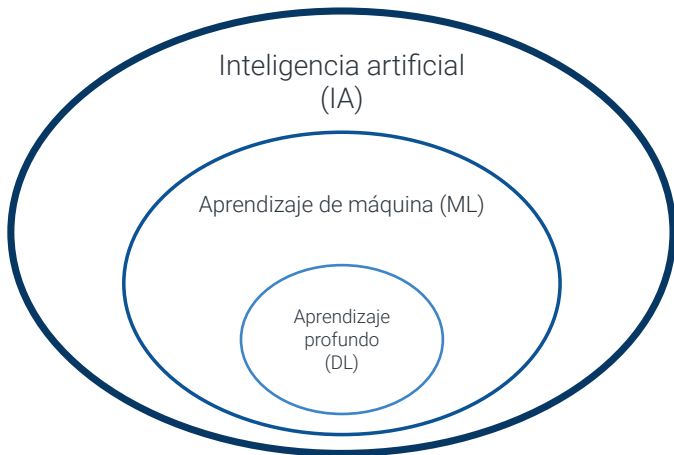 Inteligencia artificial
(IA)
Aprendizaje de máquina (ML)
Aprendizaje
profundo
(DL)